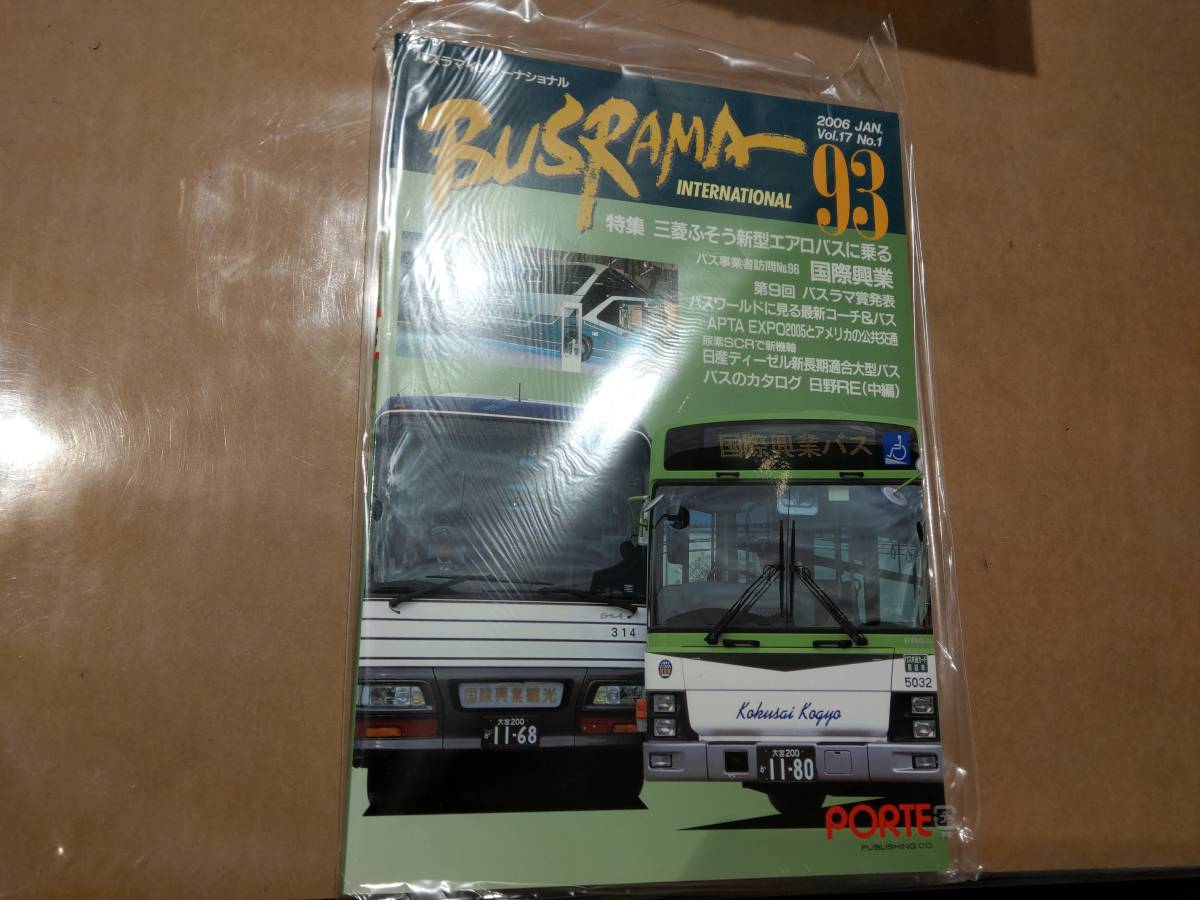 バスラマインターナショナル
BUSRAMA
INTERNATIONAL
2006 JAN.
Vol.17 No.1
93
特集 三菱ふそう新型エアロバスに乗る
バス事業者訪問No.96 国際興業
第9回 バスラマ賞発表
バスワールドに見る最新コーチ&バス
APTA EXPO2005とアメリカの公共交通
尿素SCRで新機軸
日産ディーゼル新長期適合大型バス
バスのカタログ 日野RE(中編)
国際興業バス
314
国際興業観光
大宮200
か 11-68
5032
Kokusai Kogyo
大宮200
か 11-80
PORTE
PUBLISHING CO.